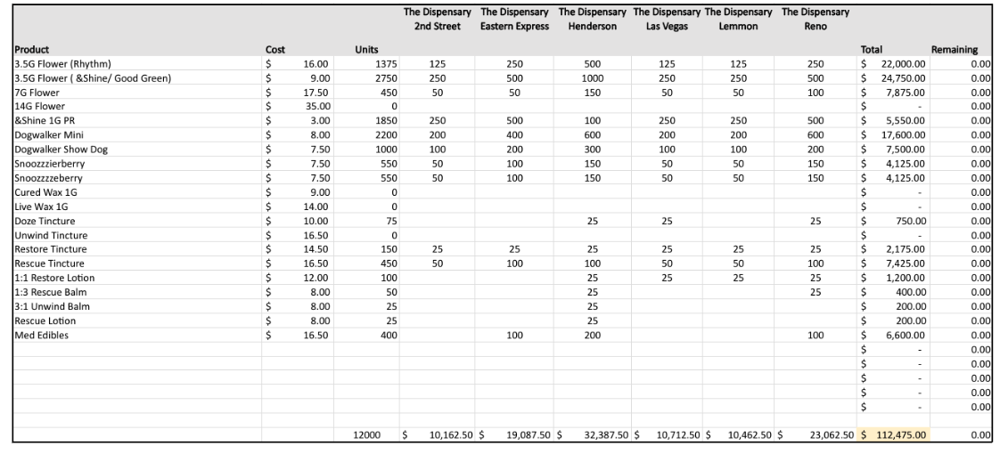 The Dispensary The Dispensary The Dispensary The Dispensary The Dispensary The Dispensary
2nd Street Eastern Express Henderson Las Vegas Lemmon Reno
Product Cost Units Total Remaining
3.5G Flower (Rhythm) $ 16.00 1375 125 250 500 125 125 250 $ 22,000.00 0.00
3.5G Flower ( &Shine/ Good Green) $ 9.00 2750 250 500 1000 250 250 500 $ 24,750.00 0.00
7G Flower $ 17.50 450 50 50 150 50 50 100 $ 7,875.00 0.00
14G Flower $ 35.00 0 $ - 0.00
&Shine 1G PR $ 3.00 1850 250 500 100 250 250 500 $ 5,550.00 0.00
Dogwalker Mini $ 8.00 2200 200 400 600 200 200 600 $ 17,600.00 0.00
Dogwalker Show Dog $ 7.50 1000 100 200 300 100 100 200 $ 7,500.00 0.00
Snoozzzierberry $ 7.50 550 50 100 150 50 50 150 $ 4,125.00 0.00
Snoozzzzeberry $ 7.50 550 50 100 150 50 50 150 $ 4,125.00 0.00
Cured Wax 1G $ 9.00 0 $ - 0.00
Live Wax 1G $ 14.00 0 $ - 0.00
Doze Tincture $ 10.00 75 25 25 25 $ 750.00 0.00
Unwind Tincture $ 16.50 0 $ - 0.00
Restore Tincture $ 14.50 150 25 25 25 25 25 25 $ 2,175.00 0.00
Rescue Tincture $ 16.50 450 50 100 100 50 50 100 $ 7,425.00 0.00
1:1 Restore Lotion $ 12.00 100 25 25 25 25 $ 1,200.00 0.00
1:3 Rescue Balm $ 8.00 50 25 25 $ 400.00 0.00
3:1 Unwind Balm $ 8.00 25 25 $ 200.00 0.00
Rescue Lotion $ 8.00 25 25 $ 200.00 0.00
Med Edibles $ 16.50 400 100 200 100 $ 6,600.00 0.00
$ - 0.00
$ - 0.00
$ - 0.00
$ - 0.00
$ - 0.00
12000 $ 10,162.50 $ 19,087.50 $ 32,387.50 $ 10,712.50 $ 10,462.50 $ 23,062.50 $ 112,475.00 0.00